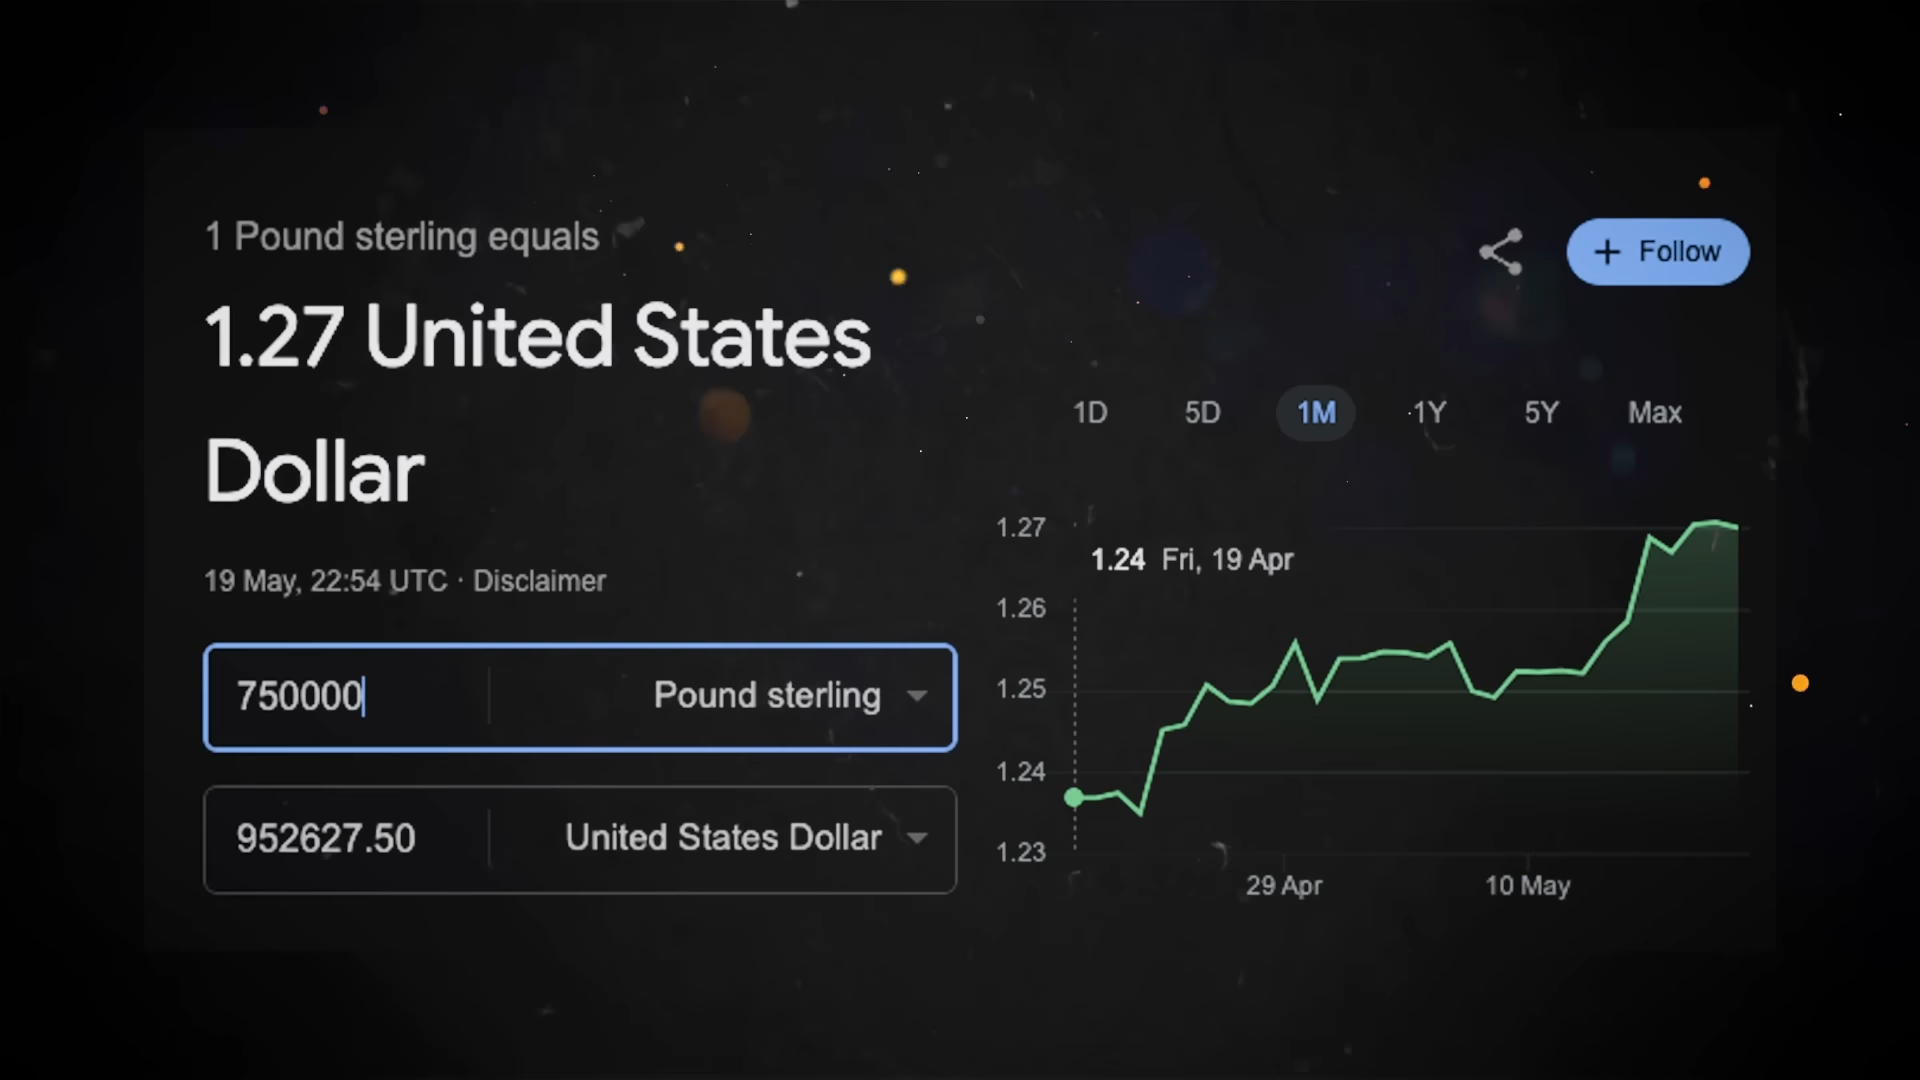 1 Pound sterling equals
1.27 United States
Dollar
19 May, 22:54 UTC · Disclaimer
750000 Pound sterling
952627.50 United States Dollar
+ Follow
1D 5D 1M 1Y 5Y Max
1.27
1.24 Fri, 19 Apr
1.26
1.25
1.24
1.23
29 Apr 10 May